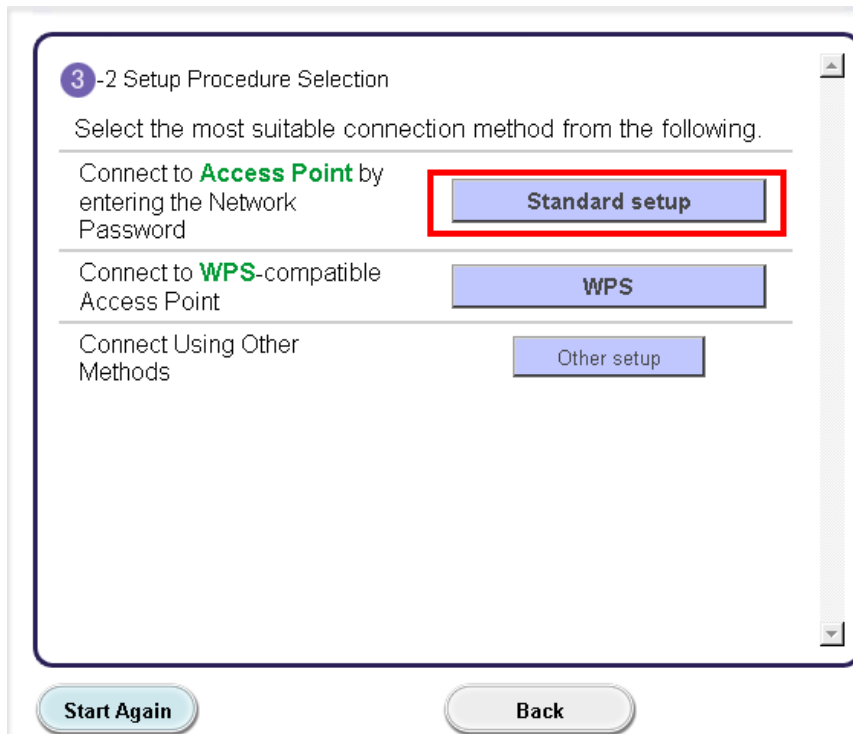 3-2 Setup Procedure Selection
Select the most suitable connection method from the following.
Connect to Access Point by
entering the Network
Password
Standard setup
Connect to WPS-compatible
Access Point
WPS
Connect Using Other
Methods
Other setup
Start Again
Back